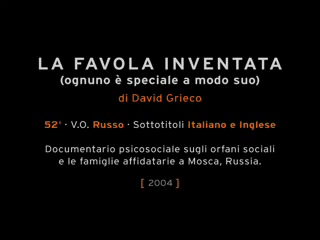 LA FAVOLA INVENTATA
(ognuno è speciale a modo suo)
di David Grieco
52' · V.O. Russo · Sottotitoli Italiano e Inglese
Documentario psicosociale sugli orfani sociali
e le famiglie affidatarie a Mosca, Russia.
[ 2004 ]